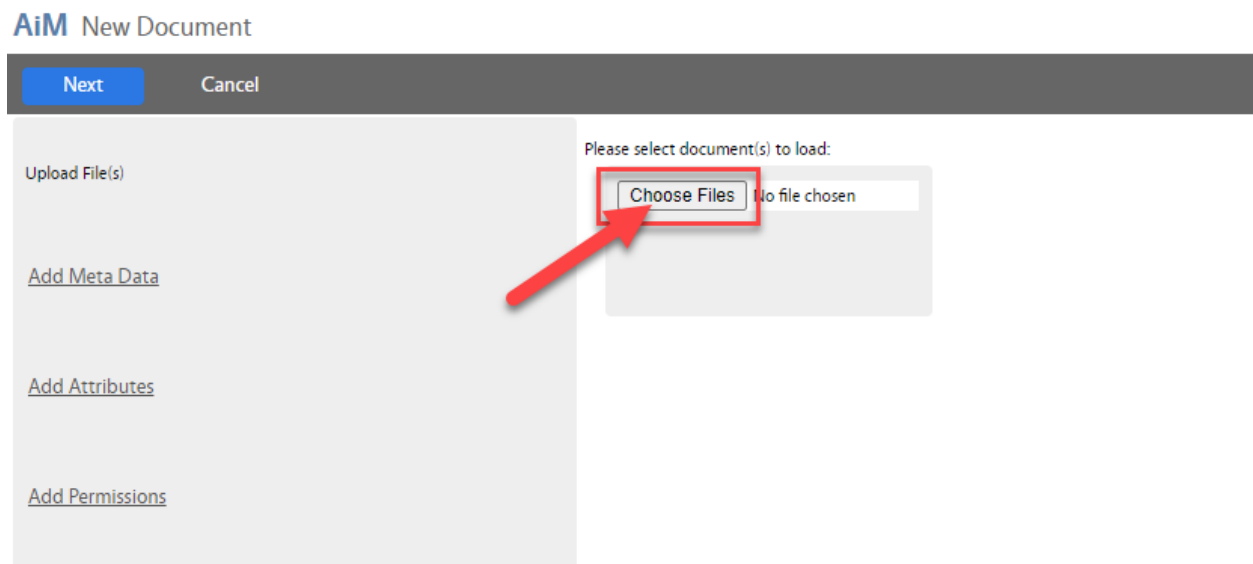 AiM New Document
Next Cancel
Upload File(s)
Add Meta Data
Add Attributes
Add Permissions
Please select document(s) to load:
Choose Files No file chosen